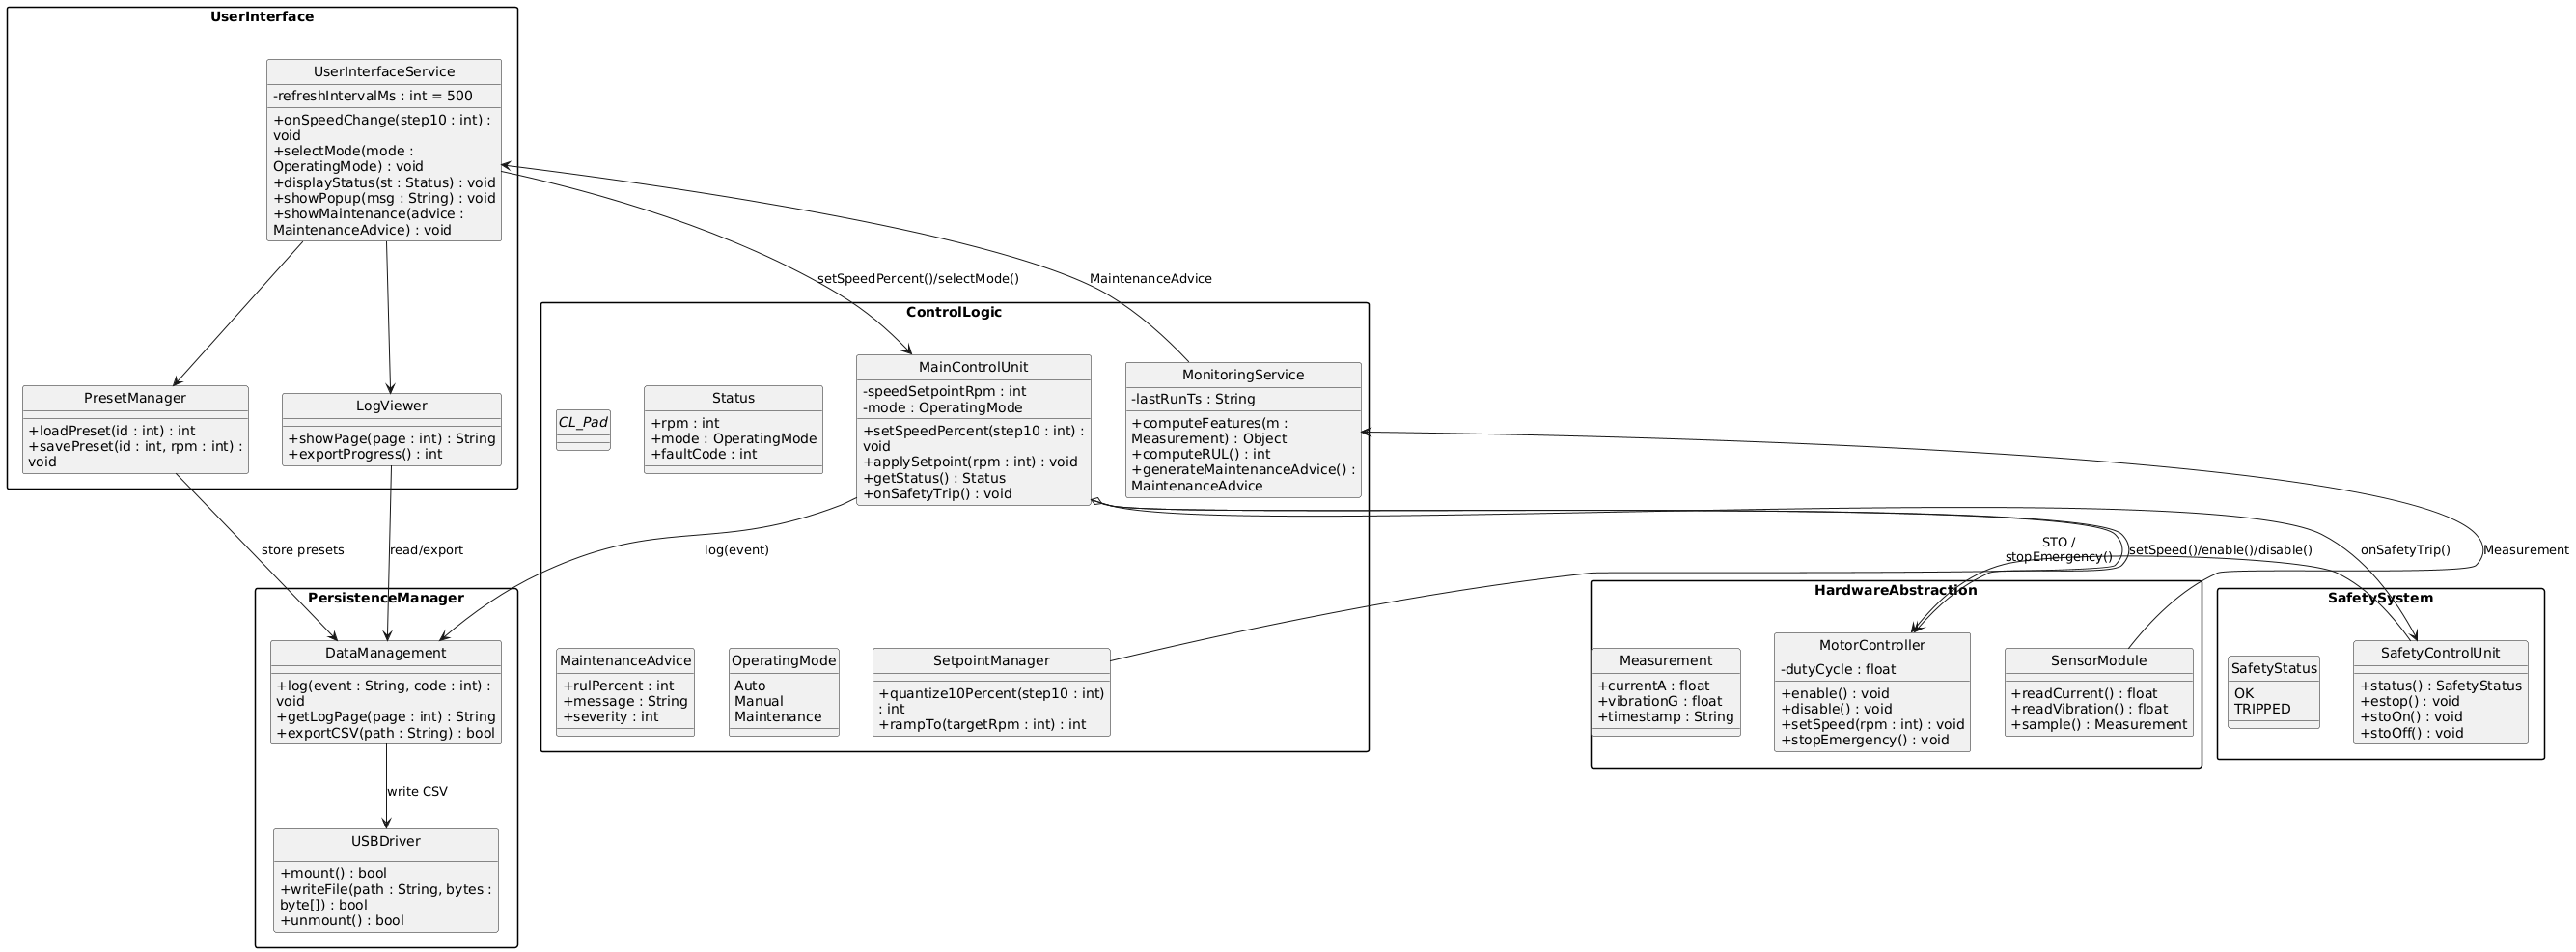 UserInterface
UserInterfaceService
-refreshIntervalMs : int = 500
+onSpeedChange(step10 : int) :
void
+selectMode(mode :
OperatingMode) : void
+displayStatus(st : Status) : void
+showPopup(msg : String) : void
+showMaintenance(advice :
MaintenanceAdvice) : void
PresetManager
+loadPreset(id : int) : int
+savePreset(id : int, rpm : int) :
void
LogViewer
+showPage(page : int) : String
+exportProgress() : int
setSpeedPercent()/selectMode()
MaintenanceAdvice
ControlLogic
CL_Pad
Status
+rpm : int
+mode : OperatingMode
+faultCode : int
MainControlUnit
-speedSetpointRpm : int
-mode : OperatingMode
+setSpeedPercent(step10 : int) :
void
+applySetpoint(rpm : int) : void
+getStatus() : Status
+onSafetyTrip() : void
MonitoringService
-lastRunTs : String
+computeFeatures(m :
Measurement) : Object
+computeRUL() : int
+generateMaintenanceAdvice() :
MaintenanceAdvice
store presets
read/export
log(event)
STO /
stopEmergency()
setSpeed()/enable()/disable()
onSafetyTrip()
Measurement
MaintenanceAdvice
+rulPercent : int
+message : String
+severity : int
OperatingMode
Auto
Manual
Maintenance
SetpointManager
+quantize10Percent(step10 : int)
: int
+rampTo(targetRpm : int) : int
PersistenceManager
DataManagement
+log(event : String, code : int) :
void
+getLogPage(page : int) : String
+exportCSV(path : String) : bool
write CSV
USBDriver
+mount() : bool
+writeFile(path : String, bytes :
byte[]) : bool
+unmount() : bool
HardwareAbstraction
Measurement
+currentA : float
+vibrationG : float
+timestamp : String
MotorController
-dutyCycle : float
+enable() : void
+disable() : void
+setSpeed(rpm : int) : void
+stopEmergency() : void
SensorModule
+readCurrent() : float
+readVibration() : float
+sample() : Measurement
SafetySystem
SafetyStatus
OK
TRIPPED
SafetyControlUnit
+status() : SafetyStatus
+estop() : void
+stoOn() : void
+stoOff() : void